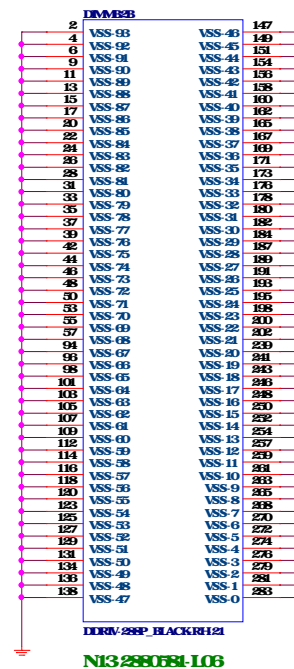 DIMMB2B
2 VSS-93 VSS-46 147
4 VSS-92 VSS-45 149
6 VSS-91 VSS-44 151
9 VSS-90 VSS-43 154
11 VSS-89 VSS-42 156
13 VSS-88 VSS-41 158
15 VSS-87 VSS-40 160
17 VSS-86 VSS-39 162
20 VSS-85 VSS-38 165
22 VSS-84 VSS-37 167
24 VSS-83 VSS-36 169
26 VSS-82 VSS-35 171
28 VSS-81 VSS-34 173
31 VSS-80 VSS-33 176
33 VSS-79 VSS-32 178
35 VSS-78 VSS-31 180
37 VSS-77 VSS-30 182
39 VSS-76 VSS-29 184
42 VSS-75 VSS-28 187
44 VSS-74 VSS-27 189
46 VSS-73 VSS-26 191
48 VSS-72 VSS-25 193
50 VSS-71 VSS-24 195
53 VSS-70 VSS-23 198
55 VSS-69 VSS-22 200
57 VSS-68 VSS-21 202
94 VSS-67 VSS-20 239
96 VSS-66 VSS-19 241
98 VSS-65 VSS-18 243
101 VSS-64 VSS-17 246
103 VSS-63 VSS-16 248
105 VSS-62 VSS-15 250
107 VSS-61 VSS-14 252
109 VSS-60 VSS-13 254
112 VSS-59 VSS-12 257
114 VSS-58 VSS-11 259
116 VSS-57 VSS-10 261
118 VSS-56 VSS-9 263
120 VSS-55 VSS-8 265
123 VSS-54 VSS-7 268
125 VSS-53 VSS-6 270
127 VSS-52 VSS-5 272
129 VSS-51 VSS-4 274
131 VSS-50 VSS-3 276
134 VSS-49 VSS-2 279
136 VSS-48 VSS-1 281
138 VSS-47 VSS-0 283
DDRIV-288P_BLACK-RH-21
N13-2880581-L06